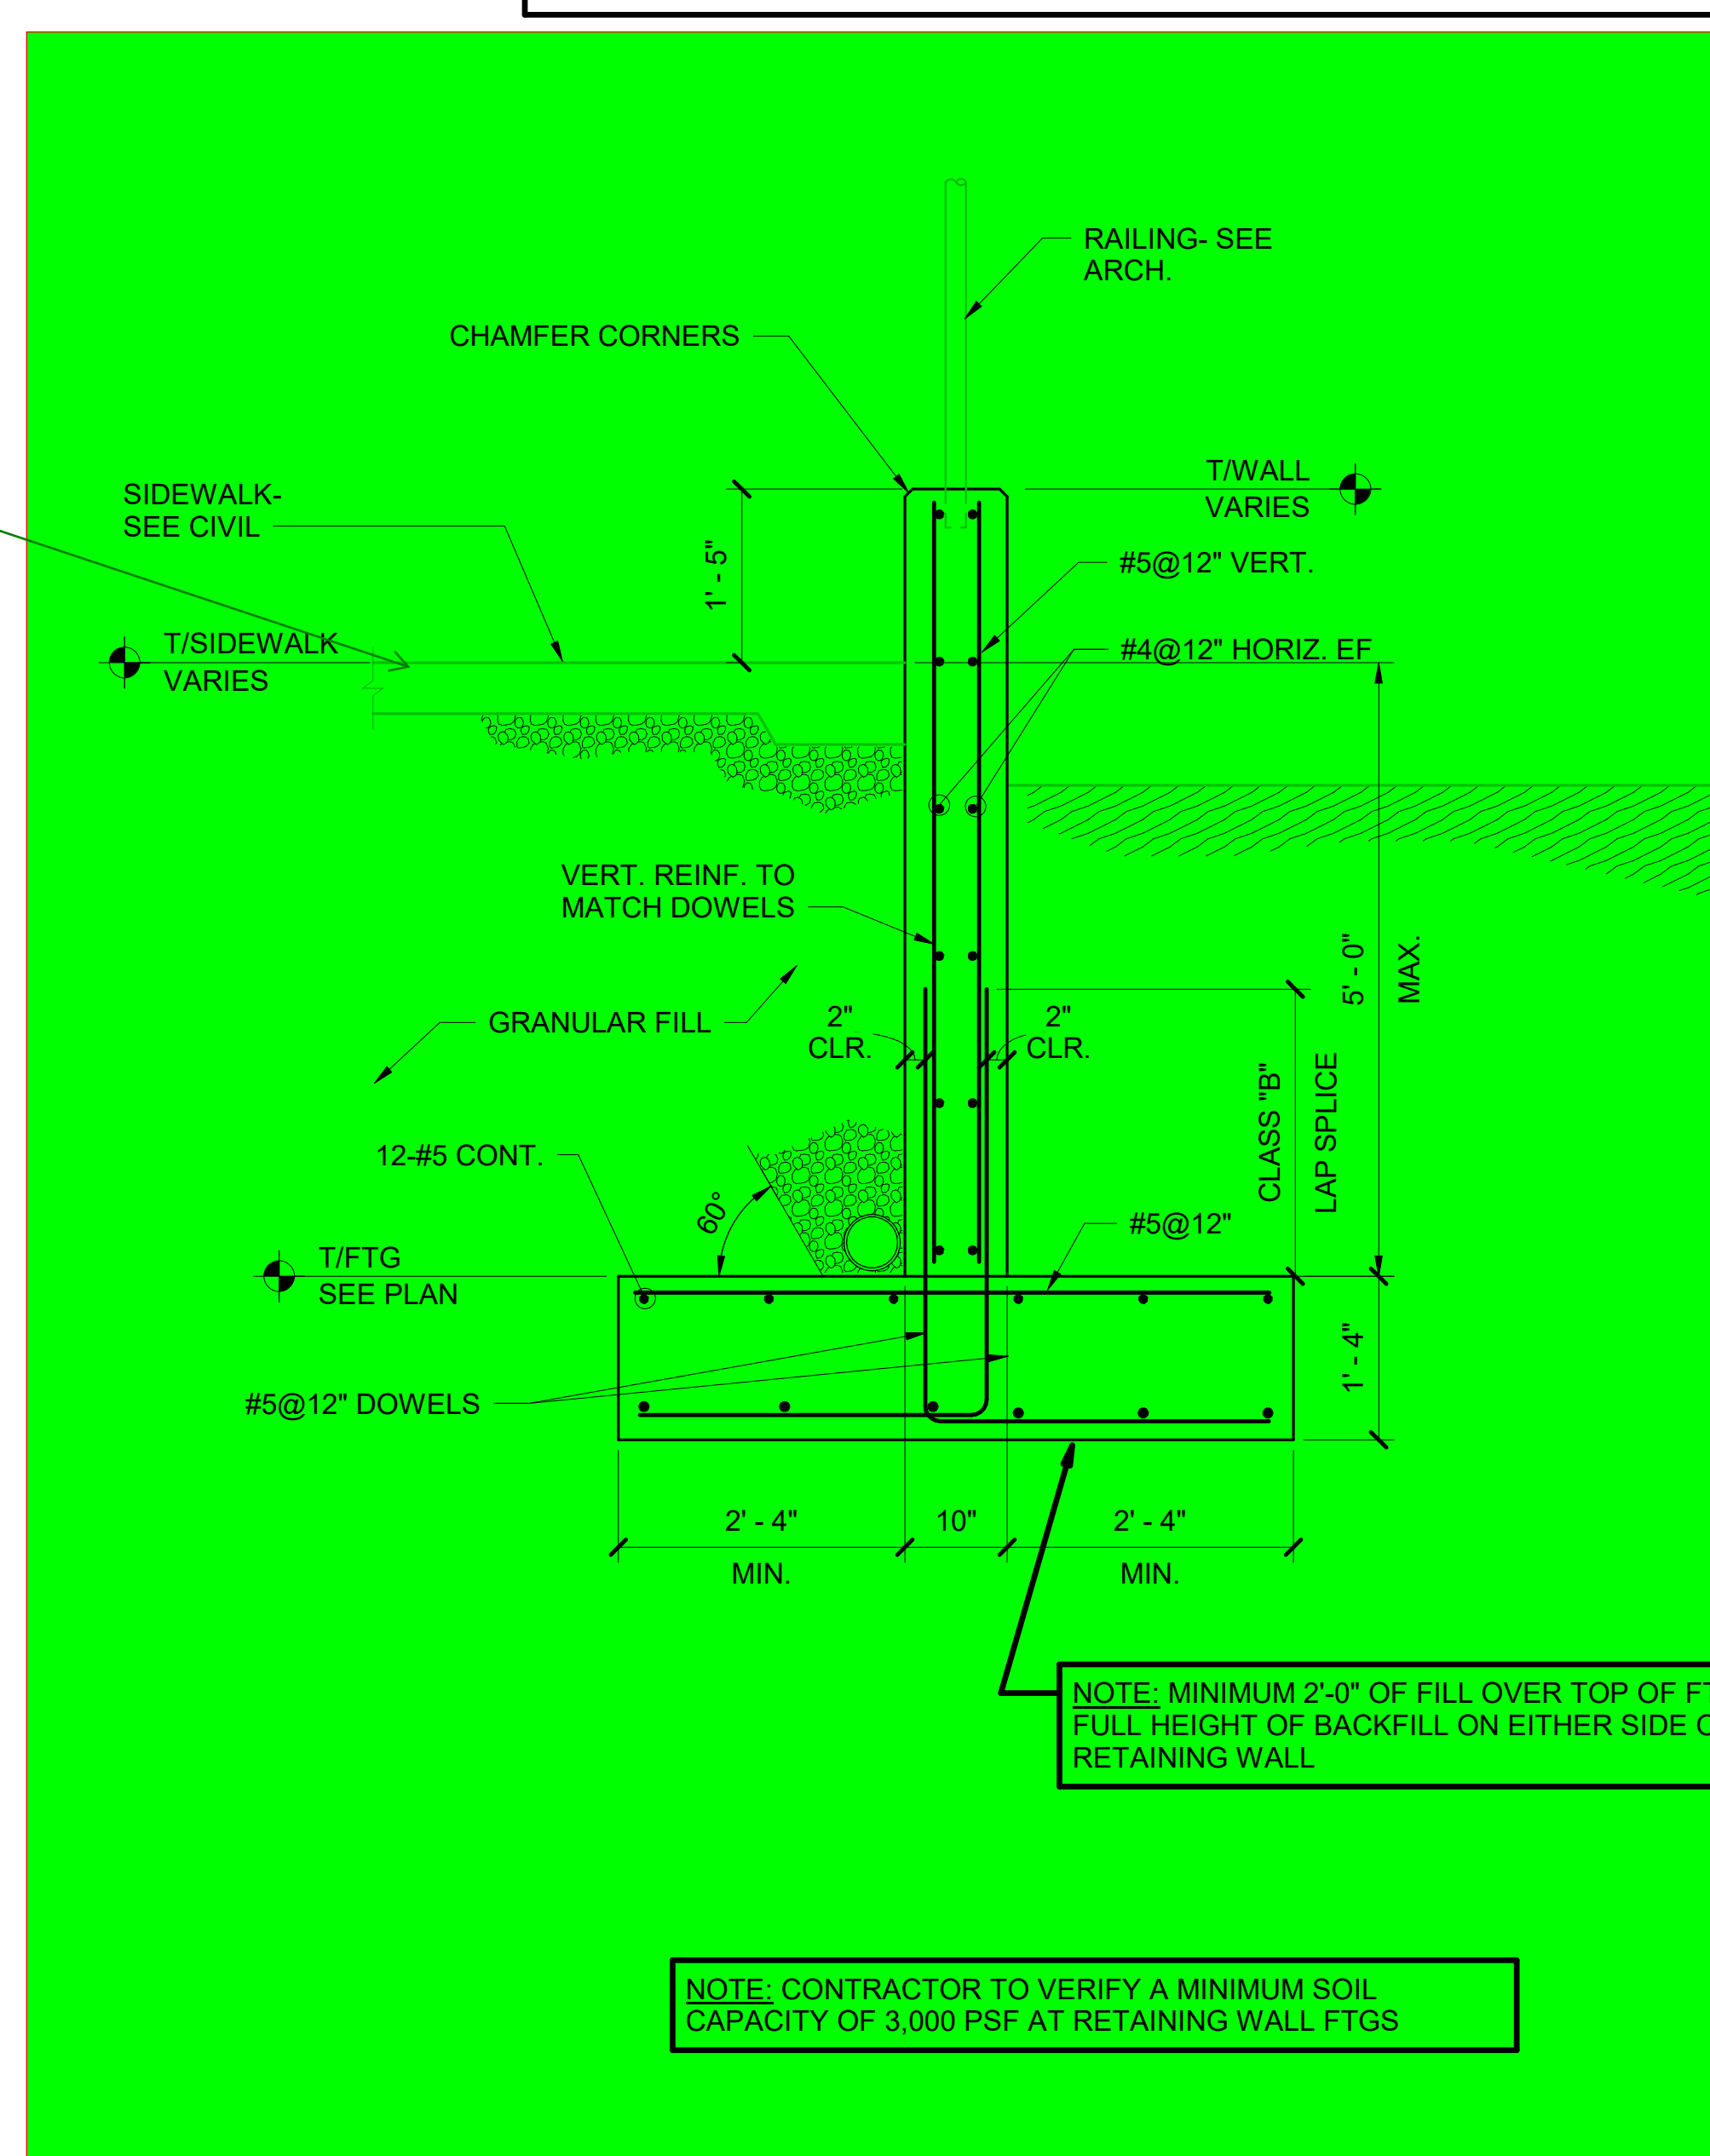 RAILING- SEE
ARCH.
CHAMFER CORNERS
T/WALL
VARIES
SIDEWALK-
SEE CIVIL
1' - 5"
#5@12" VERT.
T/SIDEWALK
VARIES
#4@12" HORIZ. EF
VERT. REINF. TO
MATCH DOWELS
5' - 0"
MAX.
GRANULAR FILL
2"
CLR.
2"
CLR.
CLASS "B"
LAP SPLICE
12-#5 CONT.
60°
#5@12"
T/FTG
SEE PLAN
1' - 4"
#5@12" DOWELS
2' - 4"
MIN.
10"
2' - 4"
MIN.
NOTE: MINIMUM 2'-0" OF FILL OVER TOP OF
FULL HEIGHT OF BACKFILL ON EITHER SIDE
RETAINING WALL
NOTE: CONTRACTOR TO VERIFY A MINIMUM SOIL
CAPACITY OF 3,000 PSF AT RETAINING WALL FTGS